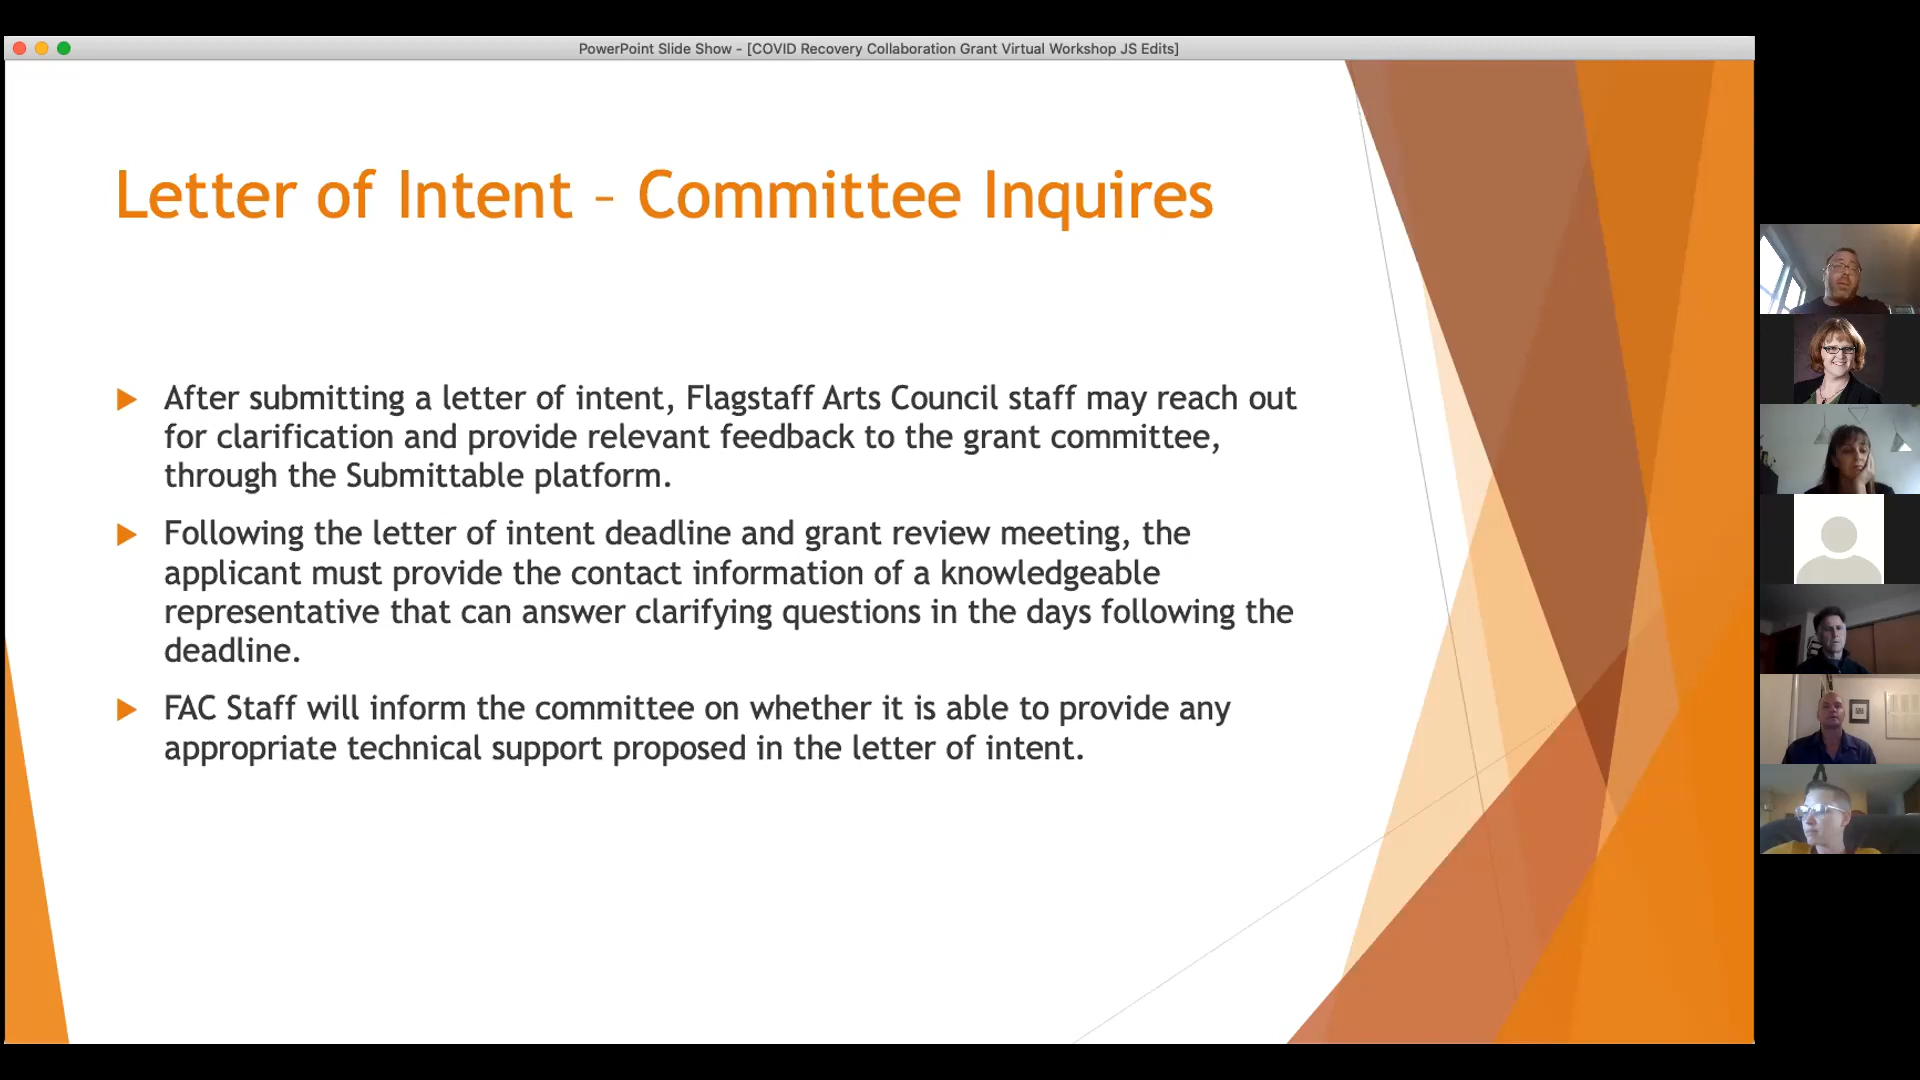 PowerPoint Slide Show - [COVID Recovery Collaboration Grant Virtual Workshop JS Edits]
Letter of Intent – Committee Inquires
After submitting a letter of intent, Flagstaff Arts Council staff may reach out
for clarification and provide relevant feedback to the grant committee,
through the Submittable platform.
Following the letter of intent deadline and grant review meeting, the
applicant must provide the contact information of a knowledgeable
representative that can answer clarifying questions in the days following the
deadline.
FAC Staff will inform the committee on whether it is able to provide any
appropriate technical support proposed in the letter of intent.